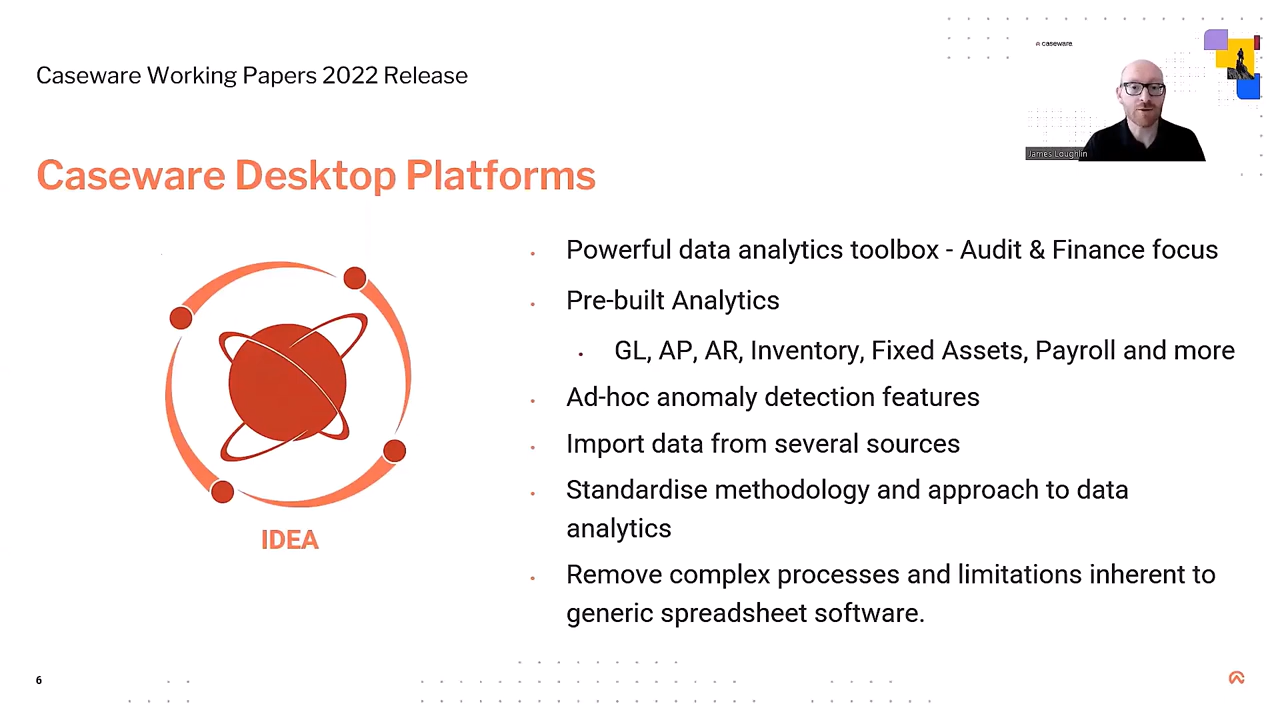 Caseware Working Papers 2022 Release
caseware
James Loughlin
Caseware Desktop Platforms
IDEA
Powerful data analytics toolbox - Audit & Finance focus
Pre-built Analytics
GL, AP, AR, Inventory, Fixed Assets, Payroll and more
Ad-hoc anomaly detection features
Import data from several sources
Standardise methodology and approach to data
analytics
Remove complex processes and limitations inherent to
generic spreadsheet software.
6